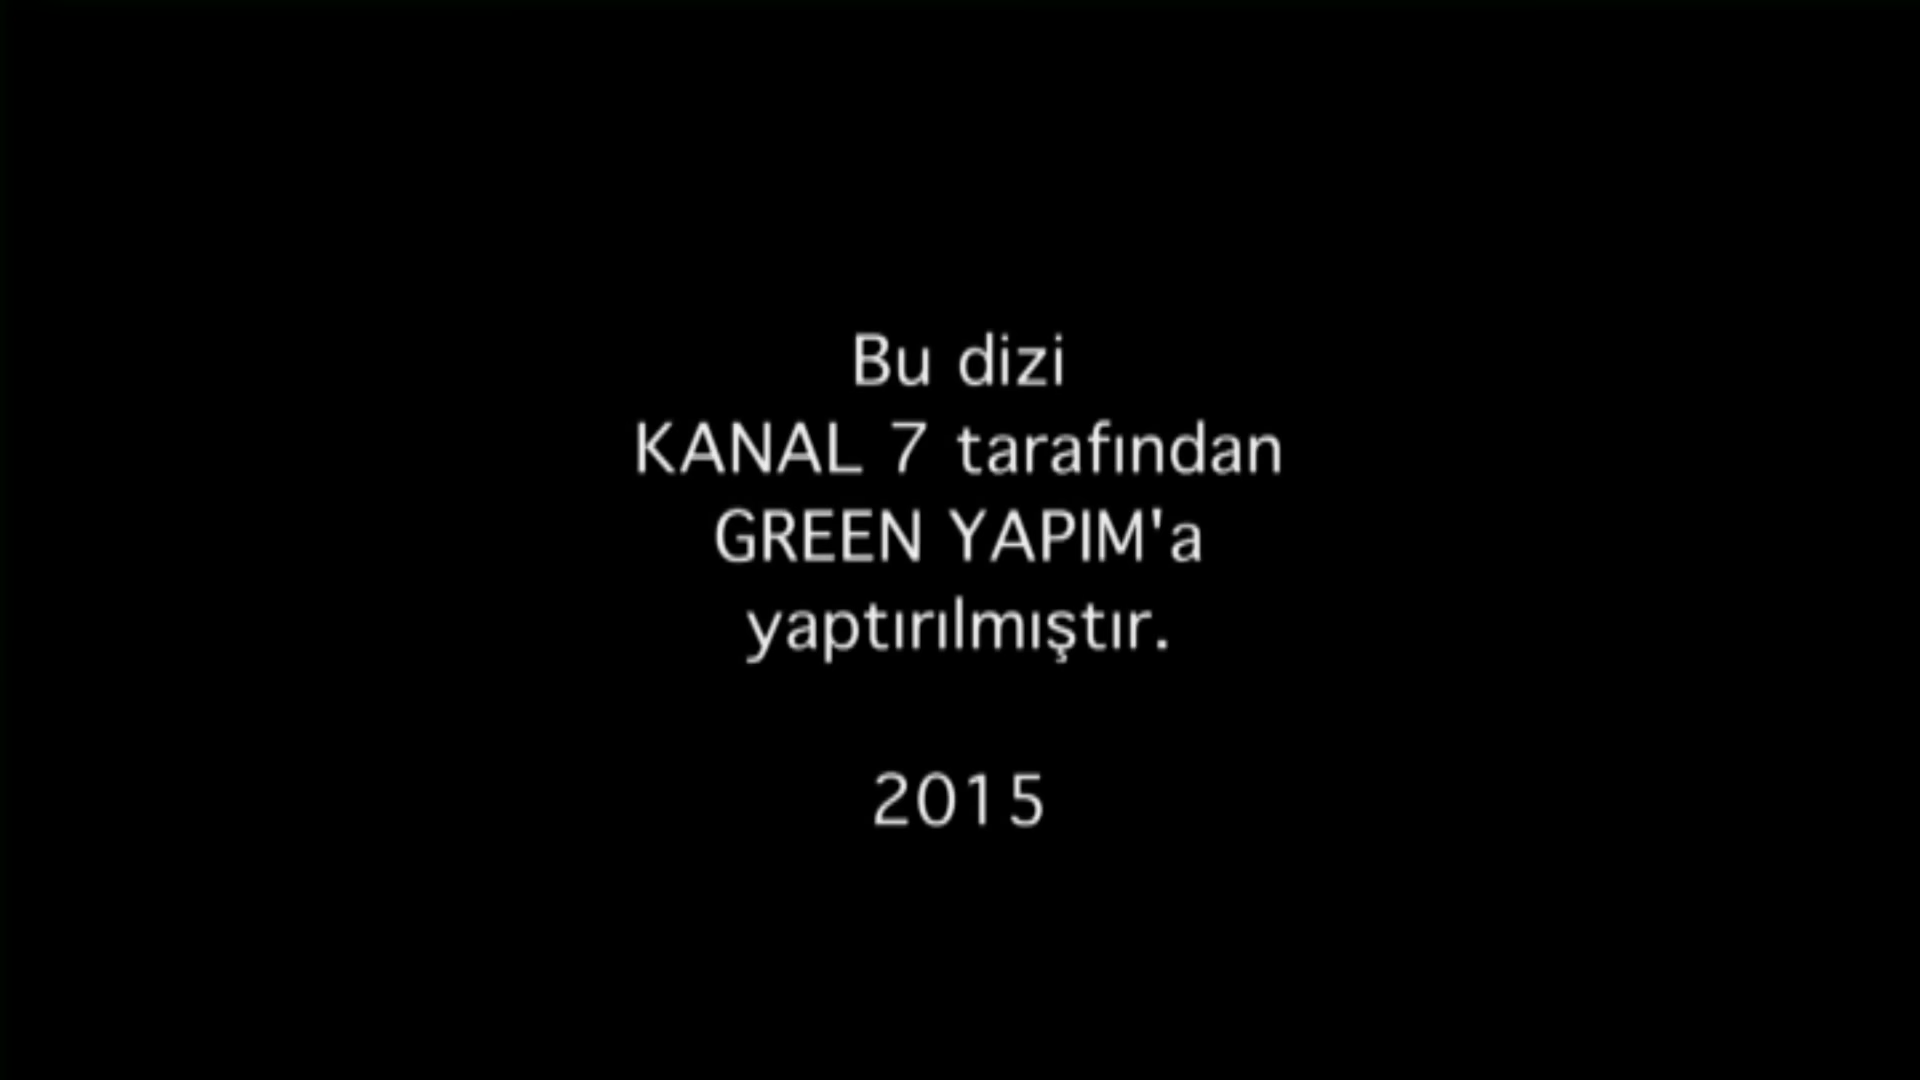 Bu dizi
KANAL 7 tarafından
GREEN YAPIM'a
yaptırılmıştır.
2015